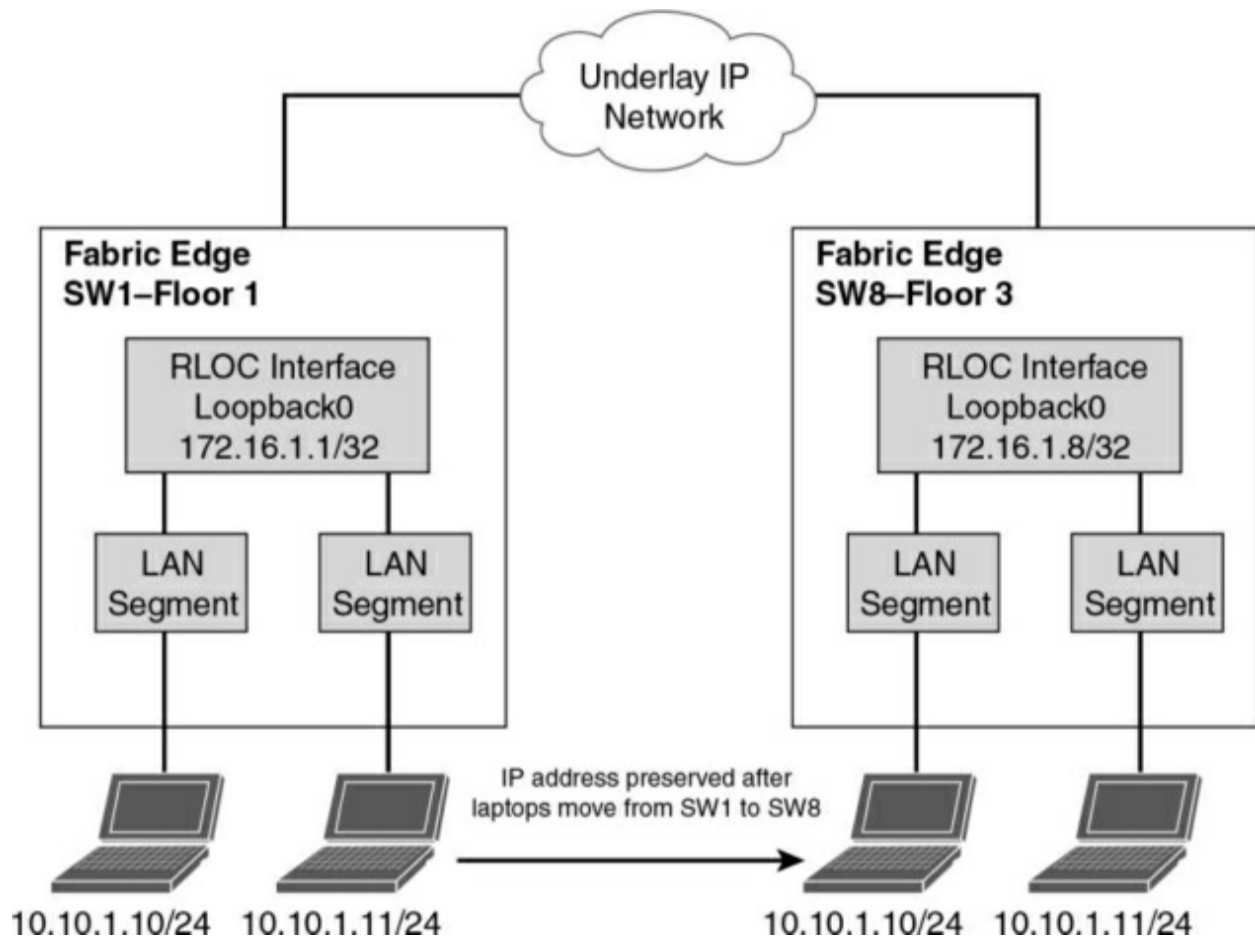 Underlay IP
Network
Fabric Edge
SW1–Floor 1
RLOC Interface
Loopback0
172.16.1.1/32
LAN
Segment
LAN
Segment
Fabric Edge
SW8–Floor 3
RLOC Interface
Loopback0
172.16.1.8/32
LAN
Segment
LAN
Segment
IP address preserved after
laptops move from SW1 to SW8
10.10.1.10/24
10.10.1.11/24
10.10.1.10/24
10.10.1.11/24